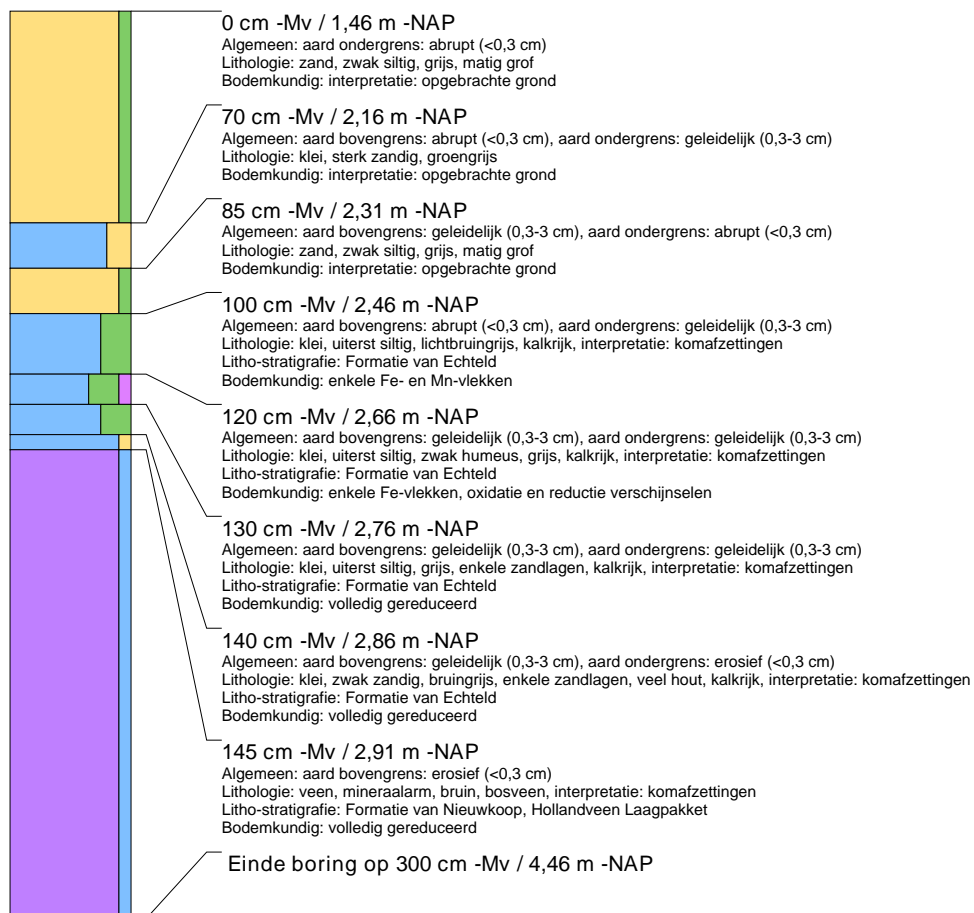 0 cm -Mv / 1,46 m -NAP
Algemeen: aard ondergrens: abrupt (<0,3 cm)
Lithologie: zand, zwak siltig, grijs, matig grof
Bodemkundig: interpretatie: opgebrachte grond
70 cm -Mv / 2,16 m -NAP
Algemeen: aard bovengrens: abrupt (<0,3 cm), aard ondergrens: geleidelijk (0,3-3 cm)
Lithologie: klei, sterk zandig, groengrijs
Bodemkundig: interpretatie: opgebrachte grond
85 cm -Mv / 2,31 m -NAP
Algemeen: aard bovengrens: geleidelijk (0,3-3 cm), aard ondergrens: abrupt (<0,3 cm)
Lithologie: zand, zwak siltig, grijs, matig grof
Bodemkundig: interpretatie: opgebrachte grond
100 cm -Mv / 2,46 m -NAP
Algemeen: aard bovengrens: abrupt (<0,3 cm), aard ondergrens: geleidelijk (0,3-3 cm)
Lithologie: klei, uiterst siltig, lichtbruingrijs, kalkrijk, interpretatie: komafzettingen
Litho-stratigrafie: Formatie van Echteld
Bodemkundig: enkele Fe- en Mn-vlekken
120 cm -Mv / 2,66 m -NAP
Algemeen: aard bovengrens: geleidelijk (0,3-3 cm), aard ondergrens: geleidelijk (0,3-3 cm)
Lithologie: klei, uiterst siltig, zwak humeus, grijs, kalkrijk, interpretatie: komafzettingen
Litho-stratigrafie: Formatie van Echteld
Bodemkundig: enkele Fe-vlekken, oxidatie en reductie verschijnselen
130 cm -Mv / 2,76 m -NAP
Algemeen: aard bovengrens: geleidelijk (0,3-3 cm), aard ondergrens: geleidelijk (0,3-3 cm)
Lithologie: klei, uiterst siltig, grijs, enkele zandlagen, kalkrijk, interpretatie: komafzettingen
Litho-stratigrafie: Formatie van Echteld
Bodemkundig: volledig gereduceerd
140 cm -Mv / 2,86 m -NAP
Algemeen: aard bovengrens: geleidelijk (0,3-3 cm), aard ondergrens: erosief (<0,3 cm)
Lithologie: klei, zwak zandig, bruingrijs, enkele zandlagen, veel hout, kalkrijk, interpretatie: komafzettingen
Litho-stratigrafie: Formatie van Echteld
Bodemkundig: volledig gereduceerd
145 cm -Mv / 2,91 m -NAP
Algemeen: aard bovengrens: erosief (<0,3 cm)
Lithologie: veen, mineraalarm, bruin, bosveen, interpretatie: komafzettingen
Litho-stratigrafie: Formatie van Nieuwkoop, Hollandveen Laagpakket
Bodemkundig: volledig gereduceerd
Einde boring op 300 cm -Mv / 4,46 m -NAP